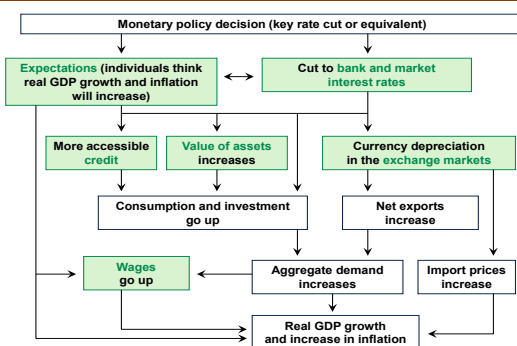 Monetary policy decision (key rate cut or equivalent)
Expectations (individuals think
real GDP growth and inflation
will increase)
Cut to bank and market
interest rates
More accessible
credit
Value of assets
increases
Currency depreciation
in the exchange markets
Consumption and investment
go up
Net exports
increase
Wages
go up
Aggregate demand
increases
Import prices
increase
Real GDP growth
and increase in inflation